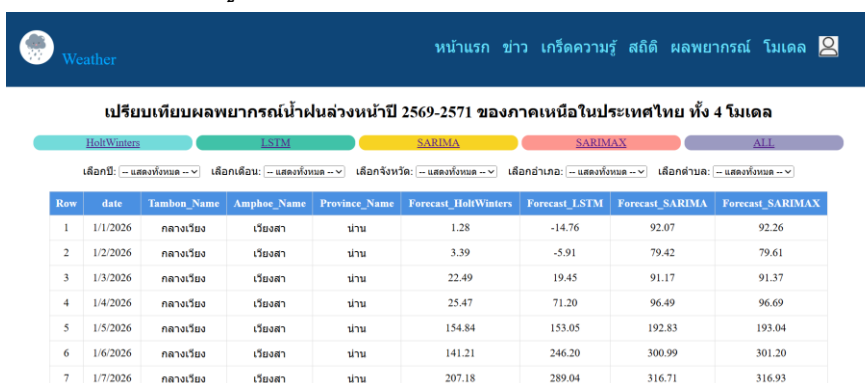 Weather
หน้าแรก ข่าว เกร็ดความรู้ สถิติ ผลพยากรณ์ โมเดล
เปรียบเทียบผลพยากรณ์น้ำฝนล่วงหน้าปี 2569-2571 ของภาคเหนือในประเทศไทย ทั้ง 4 โมเดล
HoltWinters LSTM SARIMA SARIMAX ALL
เลือกปี: -- แสดงทั้งหมด -- เลือกเดือน: -- แสดงทั้งหมด -- เลือกจังหวัด: -- แสดงทั้งหมด -- เลือกอำเภอ: -- แสดงทั้งหมด -- เลือกตำบล: -- แสดงทั้งหมด --
Row date Tambon_Name Amphoe_Name Province_Name Forecast_HoltWinters Forecast_LSTM Forecast_SARIMA Forecast_SARIMAX
1 1/1/2026 กลางเวียง เวียงสา น่าน 1.28 -14.76 92.07 92.26
2 1/2/2026 กลางเวียง เวียงสา น่าน 3.39 -5.91 79.42 79.61
3 1/3/2026 กลางเวียง เวียงสา น่าน 22.49 19.45 91.17 91.37
4 1/4/2026 กลางเวียง เวียงสา น่าน 25.47 71.20 96.49 96.69
5 1/5/2026 กลางเวียง เวียงสา น่าน 154.84 153.05 192.83 193.04
6 1/6/2026 กลางเวียง เวียงสา น่าน 141.21 246.20 300.99 301.20
7 1/7/2026 กลางเวียง เวียงสา น่าน 207.18 289.04 316.71 316.93